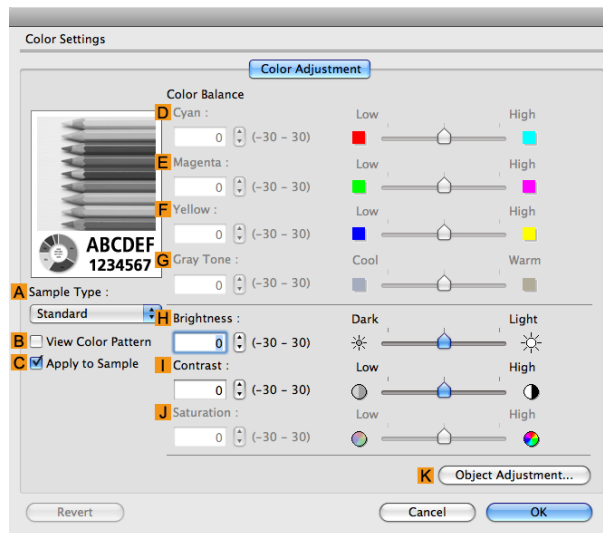 Color Settings
Color Adjustment
Color Balance
D Cyan : Low High
0 (-30 – 30)
E Magenta : Low High
0 (-30 – 30)
F Yellow : Low High
0 (-30 – 30)
ABCDEF
1234567
G Gray Tone : Cool Warm
0 (-30 – 30)
A Sample Type :
Standard
H Brightness : Dark Light
0 (-30 – 30)
B View Color Pattern
C Apply to Sample
I Contrast : Low High
0 (-30 – 30)
J Saturation : Low High
0 (-30 – 30)
K Object Adjustment...
Revert Cancel OK